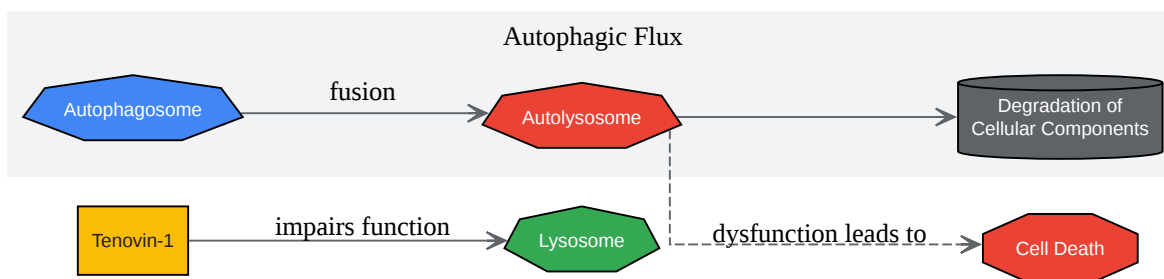 Autophagic Flux
Autophagosome
fusion
Autolysosome
Degradation of
Cellular Components
Tenovin-1
impairs function
Lysosome
dysfunction leads to
Cell Death